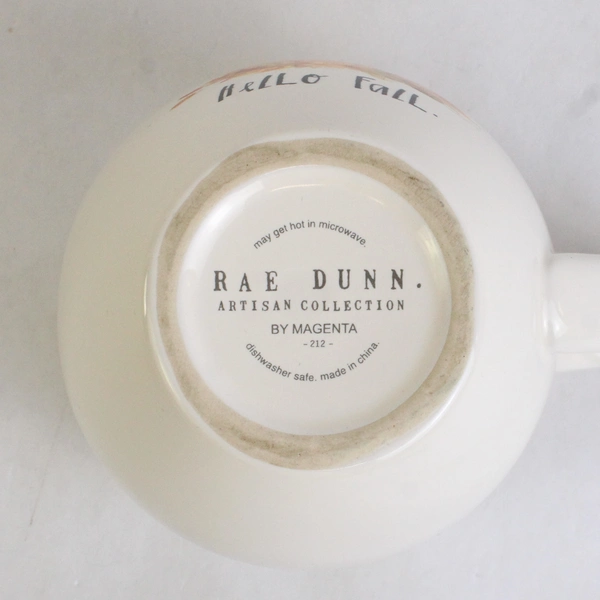 Hello Fall.
may get hot in microwave.
RAE DUNN.
ARTISAN COLLECTION
BY MAGENTA
- 212 -
dishwasher safe. made in china.